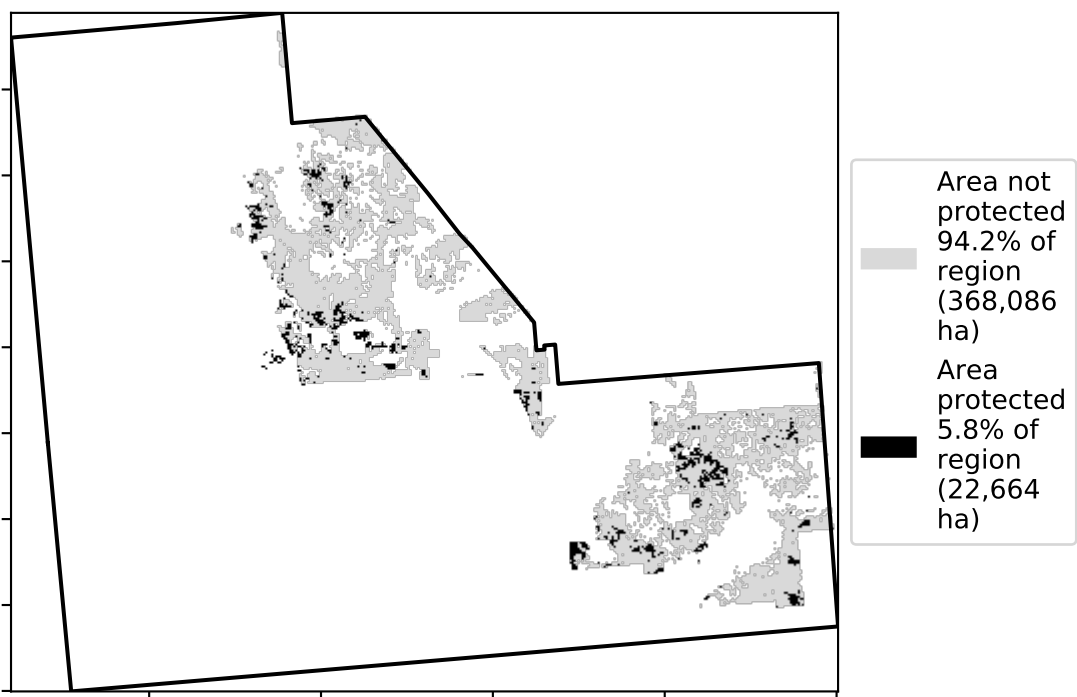 Area not
protected
94.2% of
region
(368,086
ha)
Area
protected
5.8% of
region
(22,664
ha)